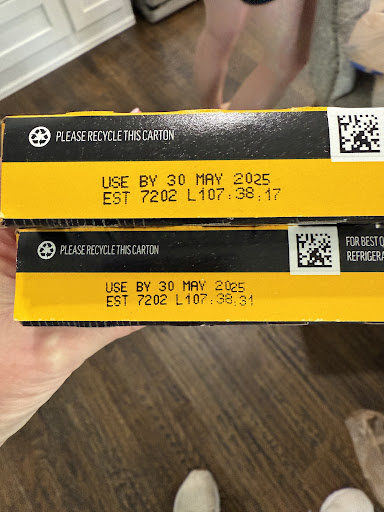 PLEASE RECYCLE THIS CARTON
USE BY 30 MAY 2025
EST 7202 L107:38:17
PLEASE RECYCLE THIS CARTON
FOR BEST
REFRIGERA
USE BY 30 MAY 2025
EST 7202 L107:38:31